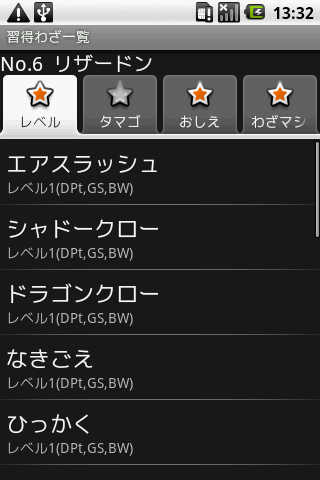 13:32
習得わざ一覧
No.6 リザードン
レベル
タマゴ
おしえ
わざマシ
エアスラッシュ
レベル1(DPt,GS,BW)
シャドークロー
レベル1(DPt,GS,BW)
ドラゴンクロー
レベル1(DPt,GS,BW)
なきごえ
レベル1(DPt,GS,BW)
ひっかく
レベル1(DPt,GS,BW)